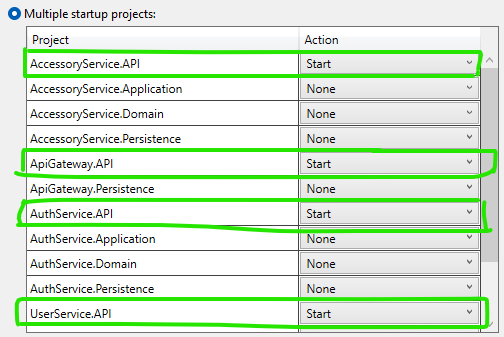 Multiple startup projects:
Project Action
AccessoryService.API Start
AccessoryService.Application None
AccessoryService.Domain None
AccessoryService.Persistence None
ApiGateway.API Start
ApiGateway.Persistence None
AuthService.API Start
AuthService.Application None
AuthService.Domain None
AuthService.Persistence None
UserService.API Start